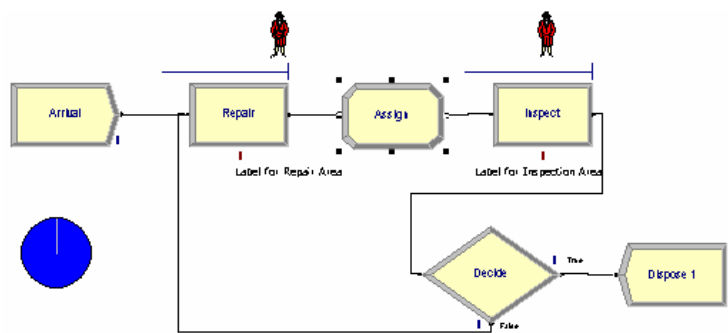 Arrival
Repair
Assign
Inspect
Label for Repair Area
Label for Inspection Area
Decide
True
Dispose 1
False